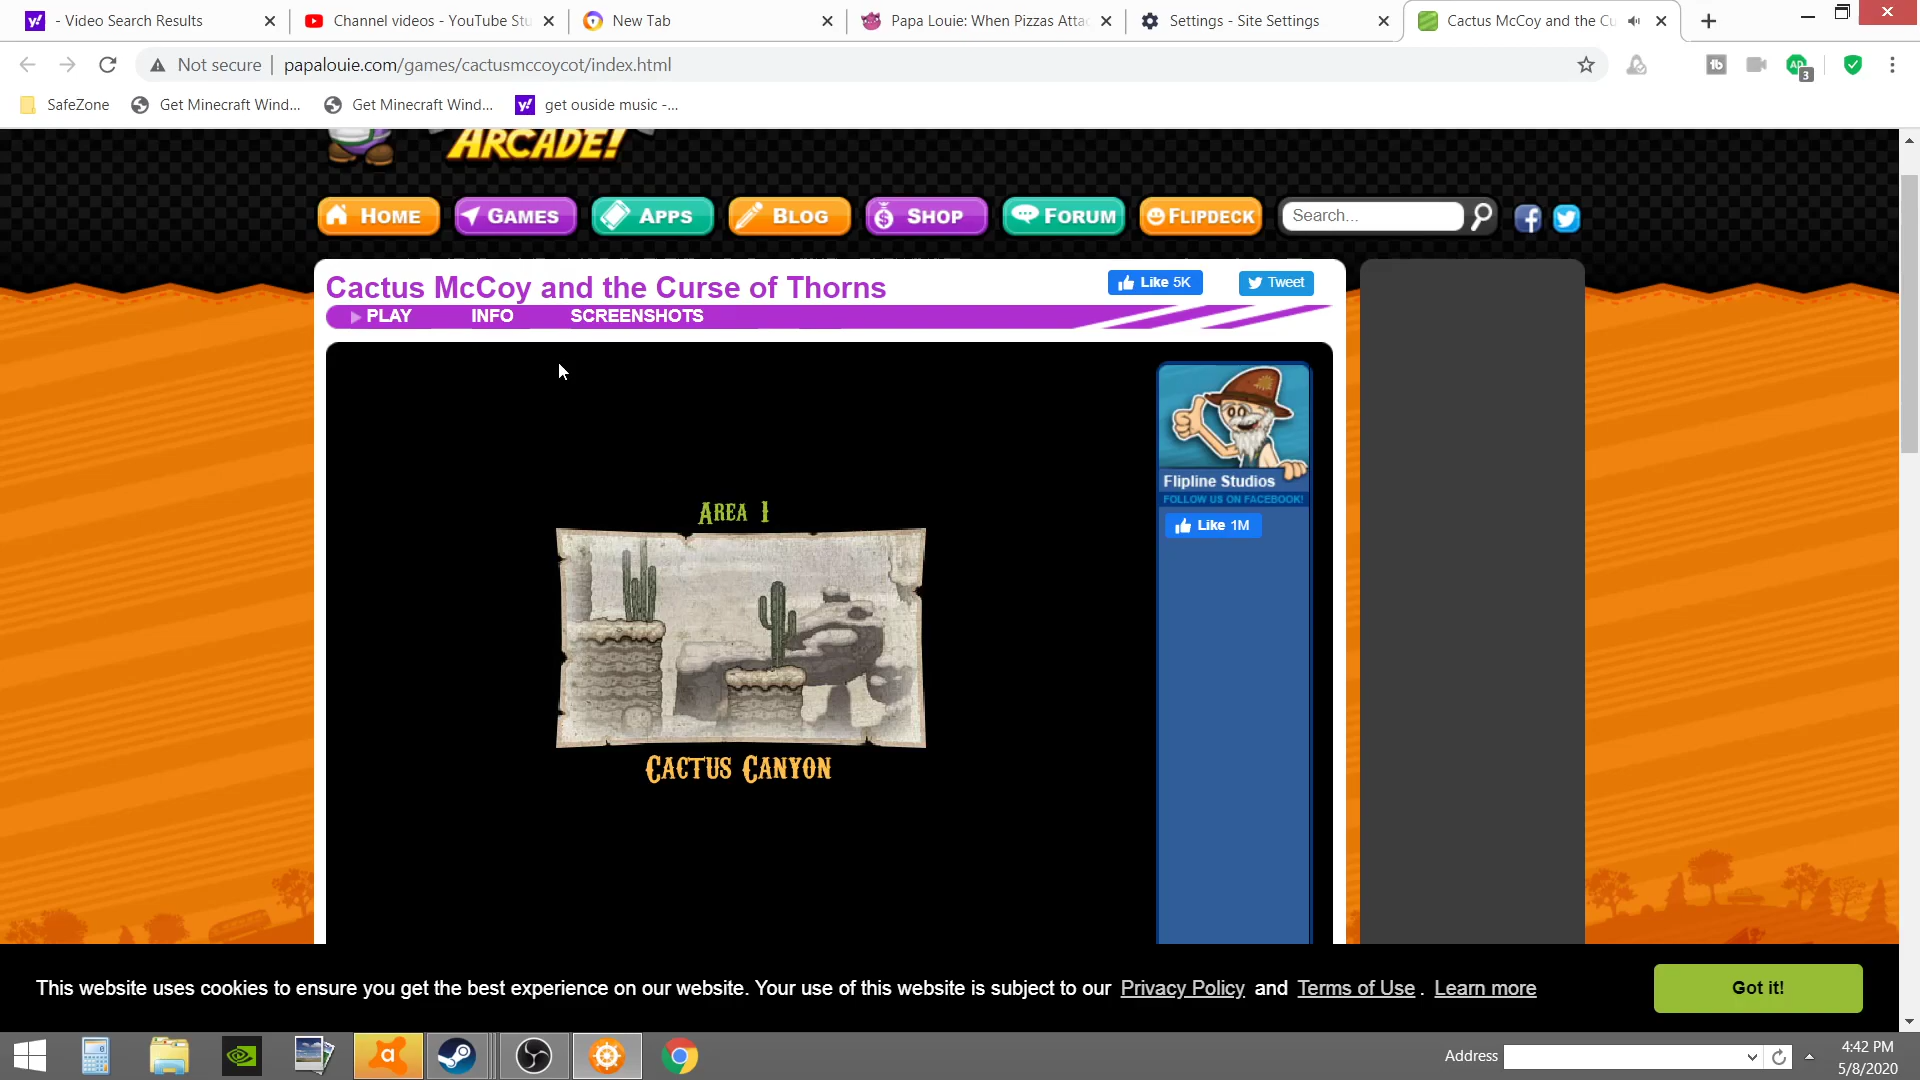 - Video Search Results
Channel videos - YouTube Stu
New Tab
Papa Louie: When Pizzas Attac
Settings - Site Settings
Cactus McCoy and the Cu
Not secure
papalouie.com/games/cactusmccoycot/index.html
3
SafeZone
Get Minecraft Wind...
Get Minecraft Wind...
get ouside music -...
ARCADE!
HOME
GAMES
APPS
BLOG
SHOP
FORUM
FLIPDECK
Search...
Cactus McCoy and the Curse of Thorns
Like 5K
Tweet
PLAY
INFO
SCREENSHOTS
Flipline Studios
FOLLOW US ON FACEBOOK!
Like 1M
AREA 1
CACTUS CANYON
This website uses cookies to ensure you get the best experience on our website. Your use of this website is subject to our Privacy Policy and Terms of Use. Learn more
Got it!
Address
4:42 PM
5/8/2020